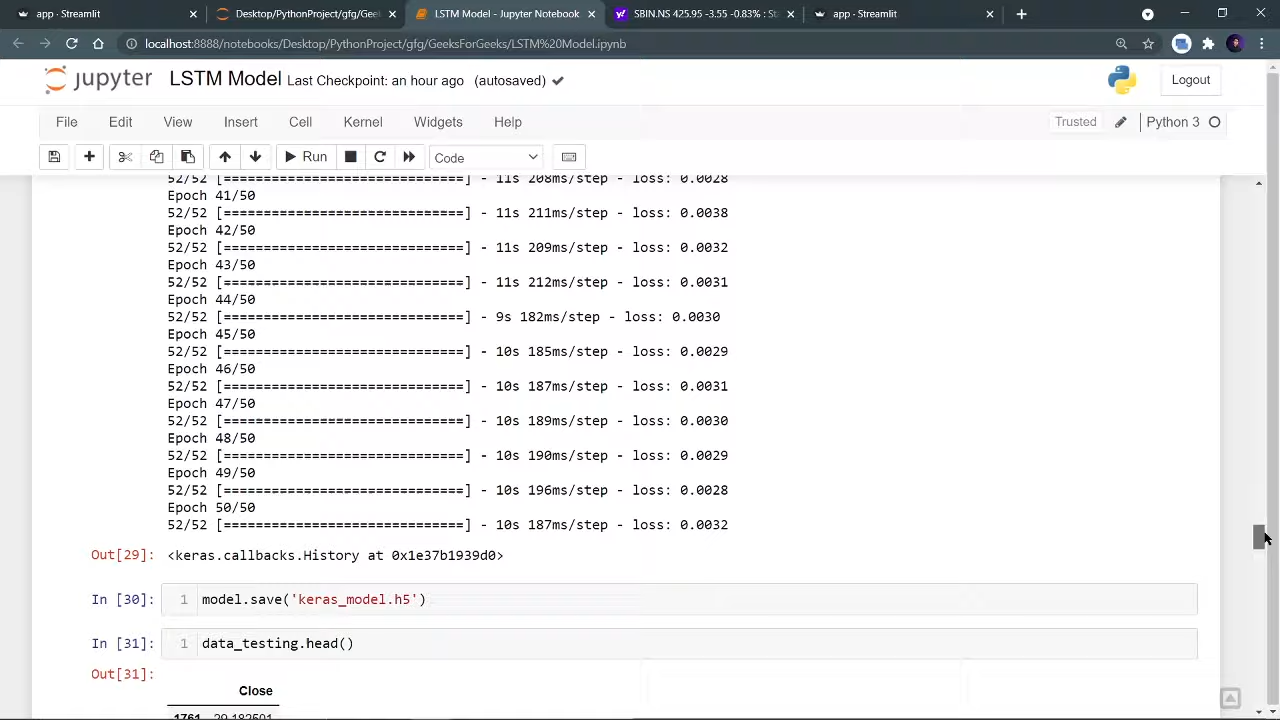 app - Streamlit
Desktop/PythonProject/gfg/Geel
LSTM Model - Jupyter Notebook
SBIN.NS 425.95 -3.55 -0.83% : St
app - Streamlit
localhost:8888/notebooks/Desktop/PythonProject/gfg/GeeksForGeeks/LSTM%20Model.ipynb
jupyter LSTM Model Last Checkpoint: an hour ago (autosaved)
Logout
File Edit View Insert Cell Kernel Widgets Help
Trusted Python 3
Run Code
52/52 [==============================] - 11s 208ms/step - loss: 0.0028
Epoch 41/50
52/52 [==============================] - 11s 211ms/step - loss: 0.0038
Epoch 42/50
52/52 [==============================] - 11s 209ms/step - loss: 0.0032
Epoch 43/50
52/52 [==============================] - 11s 212ms/step - loss: 0.0031
Epoch 44/50
52/52 [==============================] - 9s 182ms/step - loss: 0.0030
Epoch 45/50
52/52 [==============================] - 10s 185ms/step - loss: 0.0029
Epoch 46/50
52/52 [==============================] - 10s 187ms/step - loss: 0.0031
Epoch 47/50
52/52 [==============================] - 10s 189ms/step - loss: 0.0030
Epoch 48/50
52/52 [==============================] - 10s 190ms/step - loss: 0.0029
Epoch 49/50
52/52 [==============================] - 10s 196ms/step - loss: 0.0028
Epoch 50/50
52/52 [==============================] - 10s 187ms/step - loss: 0.0032
Out[29]: <keras.callbacks.History at 0x1e37b1939d0>
In [30]: 1 model.save('keras_model.h5')
In [31]: 1 data_testing.head()
Out[31]:
Close
1761 29.182501